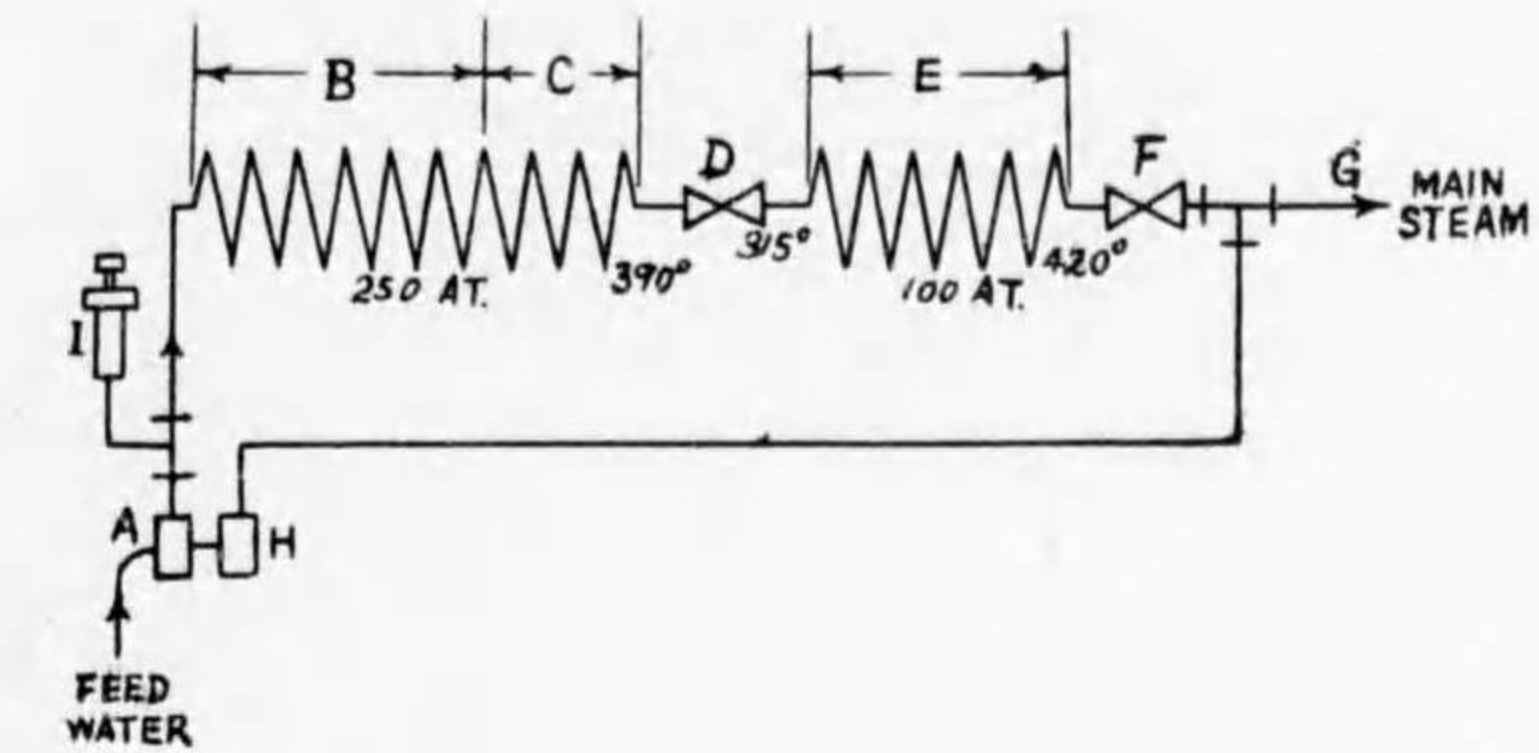 B
C
E
D
F
G
MAIN
STEAM
315°
390°
420°
250 AT.
100 AT.
I
A
H
FEED
WATER